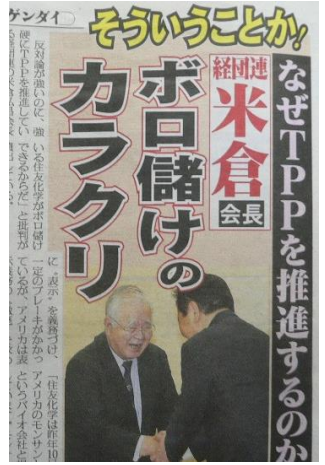 ゲンダイ
そういうことか!
なぜTPPを推進するのか
経団連
米倉
会長
ボロ儲けの
カラクリ
反対論が強いのに、強
硬にTPPを推進してい
いる住友化学がボロ儲け
できるからだ」と批判が
に〝表示〟を義務づけ、
一定のブレーキがかかっ
ているが、アメリカは表
「住友化学は昨年10
アメリカのモンサン
というバイオ会社と